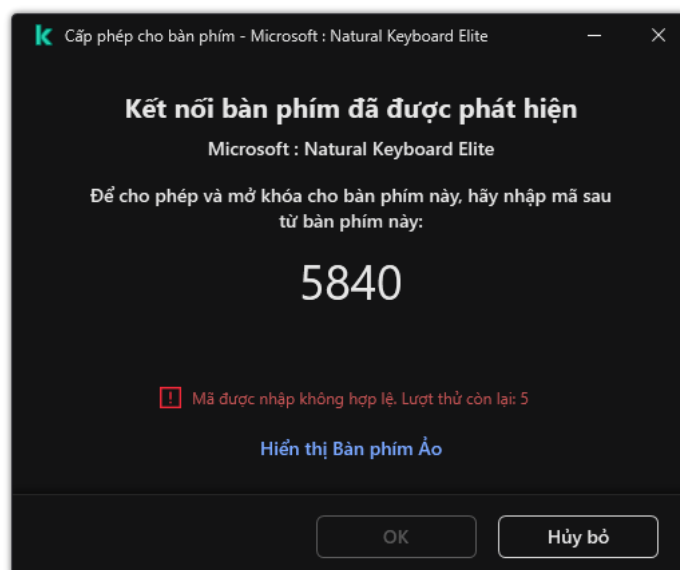 Cấp phép cho bàn phím - Microsoft : Natural Keyboard Elite
Kết nối bàn phím đã được phát hiện
Microsoft : Natural Keyboard Elite
Để cho phép và mở khóa cho bàn phím này, hãy nhập mã sau
từ bàn phím này:
5840
Mã được nhập không hợp lệ. Lượt thử còn lại: 5
Hiển thị Bàn phím Ảo
OK
Hủy bỏ